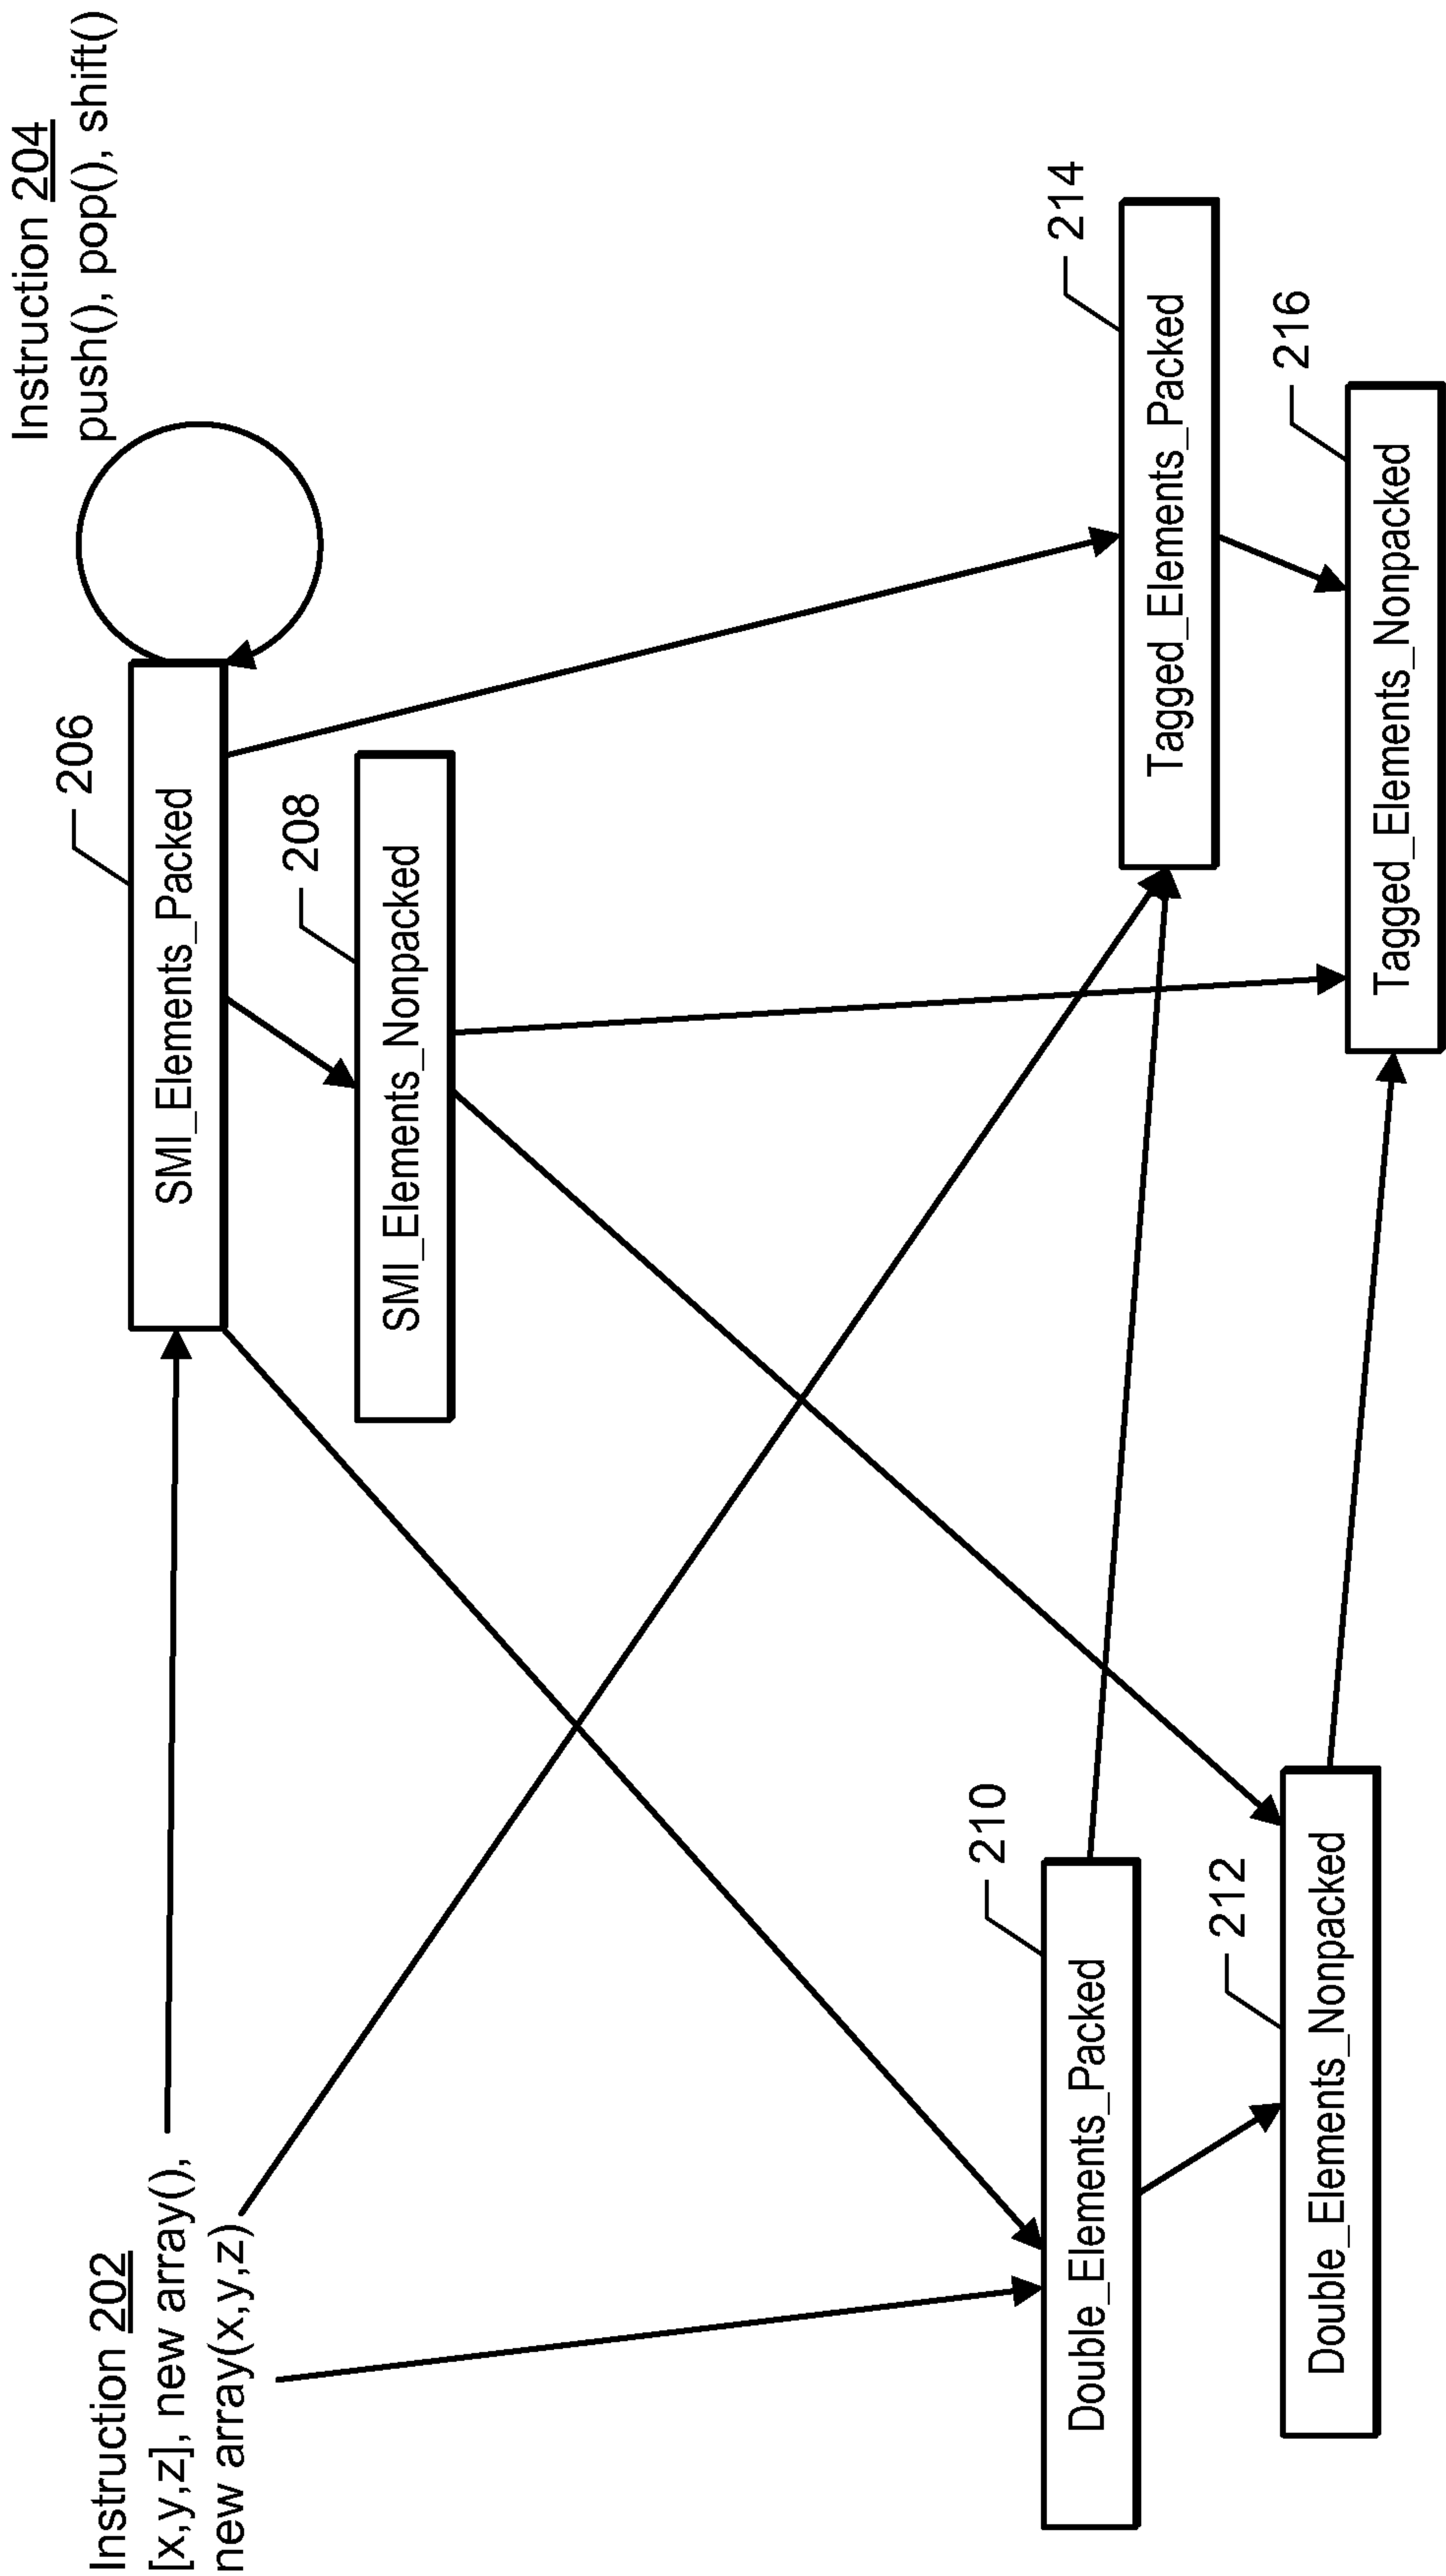 Instruction 202
[x,y,z], new array(),
new array(x,y,z)
Instruction 204
push(), pop(), shift()
206
SMI_Elements_Packed
208
SMI_Elements_Nonpacked
210
Double_Elements_Packed
212
Double_Elements_Nonpacked
214
Tagged_Elements_Packed
216
Tagged_Elements_Nonpacked